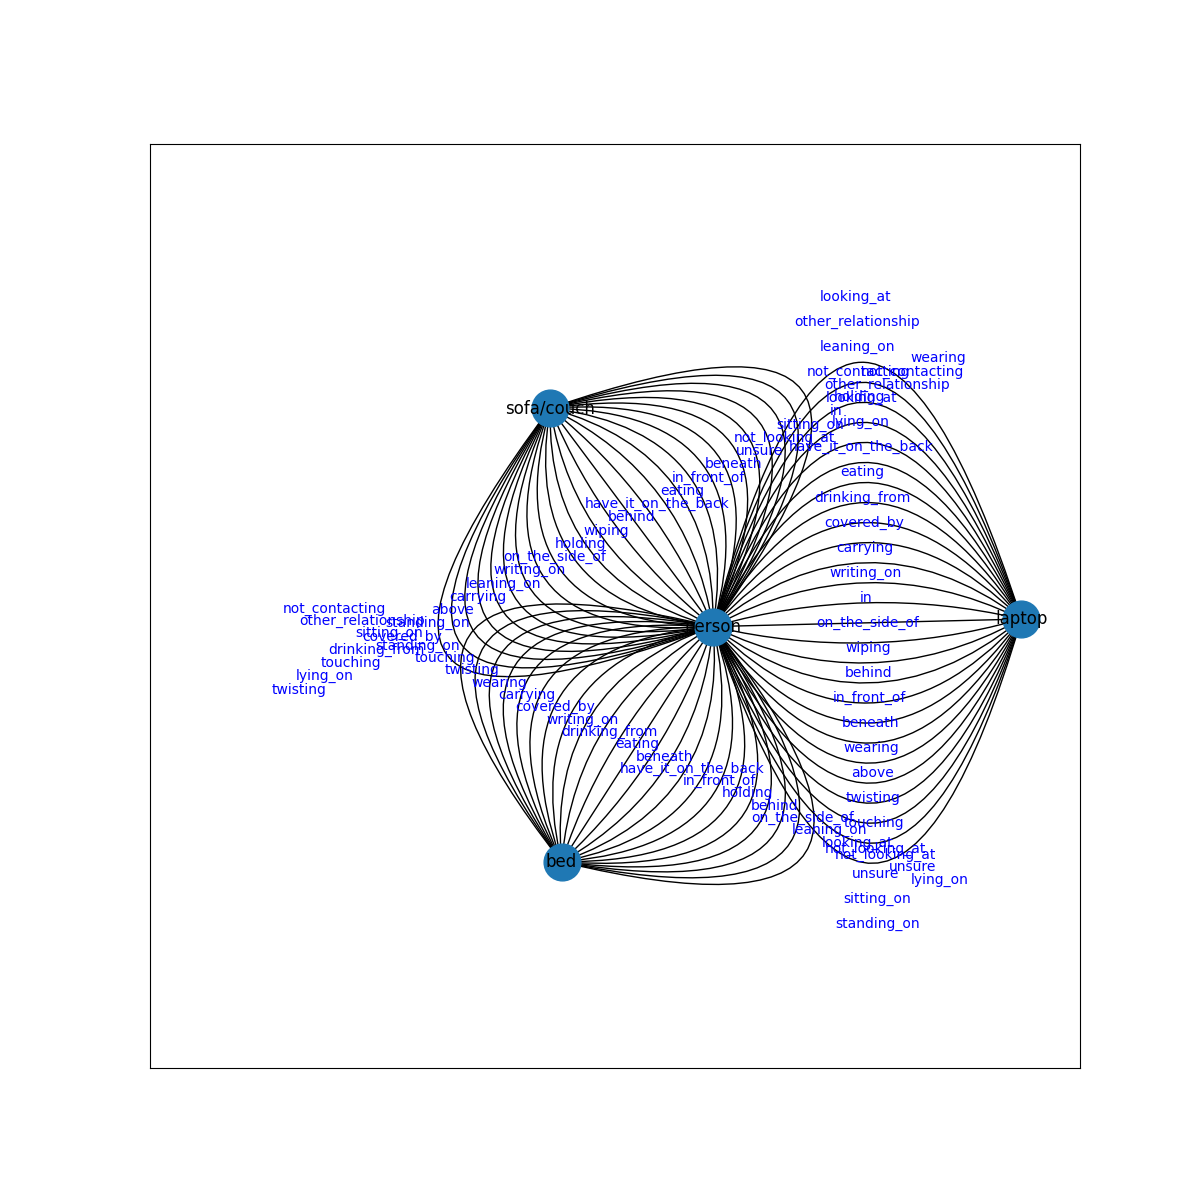 looking_at
other_relationship
leaning_on
wearing
not_contacting
not_contacting
other_relationship
holding
looking_at
in
sofa/couch
lying_on
sitting_on
not_looking_at
have_it_on_the_back
unsure
beneath
eating
in_front_of
eating
drinking_from
have_it_on_the_back
behind
covered_by
wiping
holding
carrying
on_the_side_of
writing_on
writing_on
leaning_on
carrying
in
not_contacting
above
other_relationship
standing_on
laptop
on_the_side_of
person
sitting_on
covered_by
standing_on
drinking_from
wiping
touching
touching
twisting
behind
lying_on
wearing
twisting
carrying
in_front_of
covered_by
writing_on
beneath
drinking_from
eating
wearing
beneath
have_it_on_the_back
above
in_front_of
holding
twisting
behind
on_the_side_of
touching
leaning_on
looking_at
not_looking_at
not_looking_at
bed
unsure
unsure
lying_on
sitting_on
standing_on